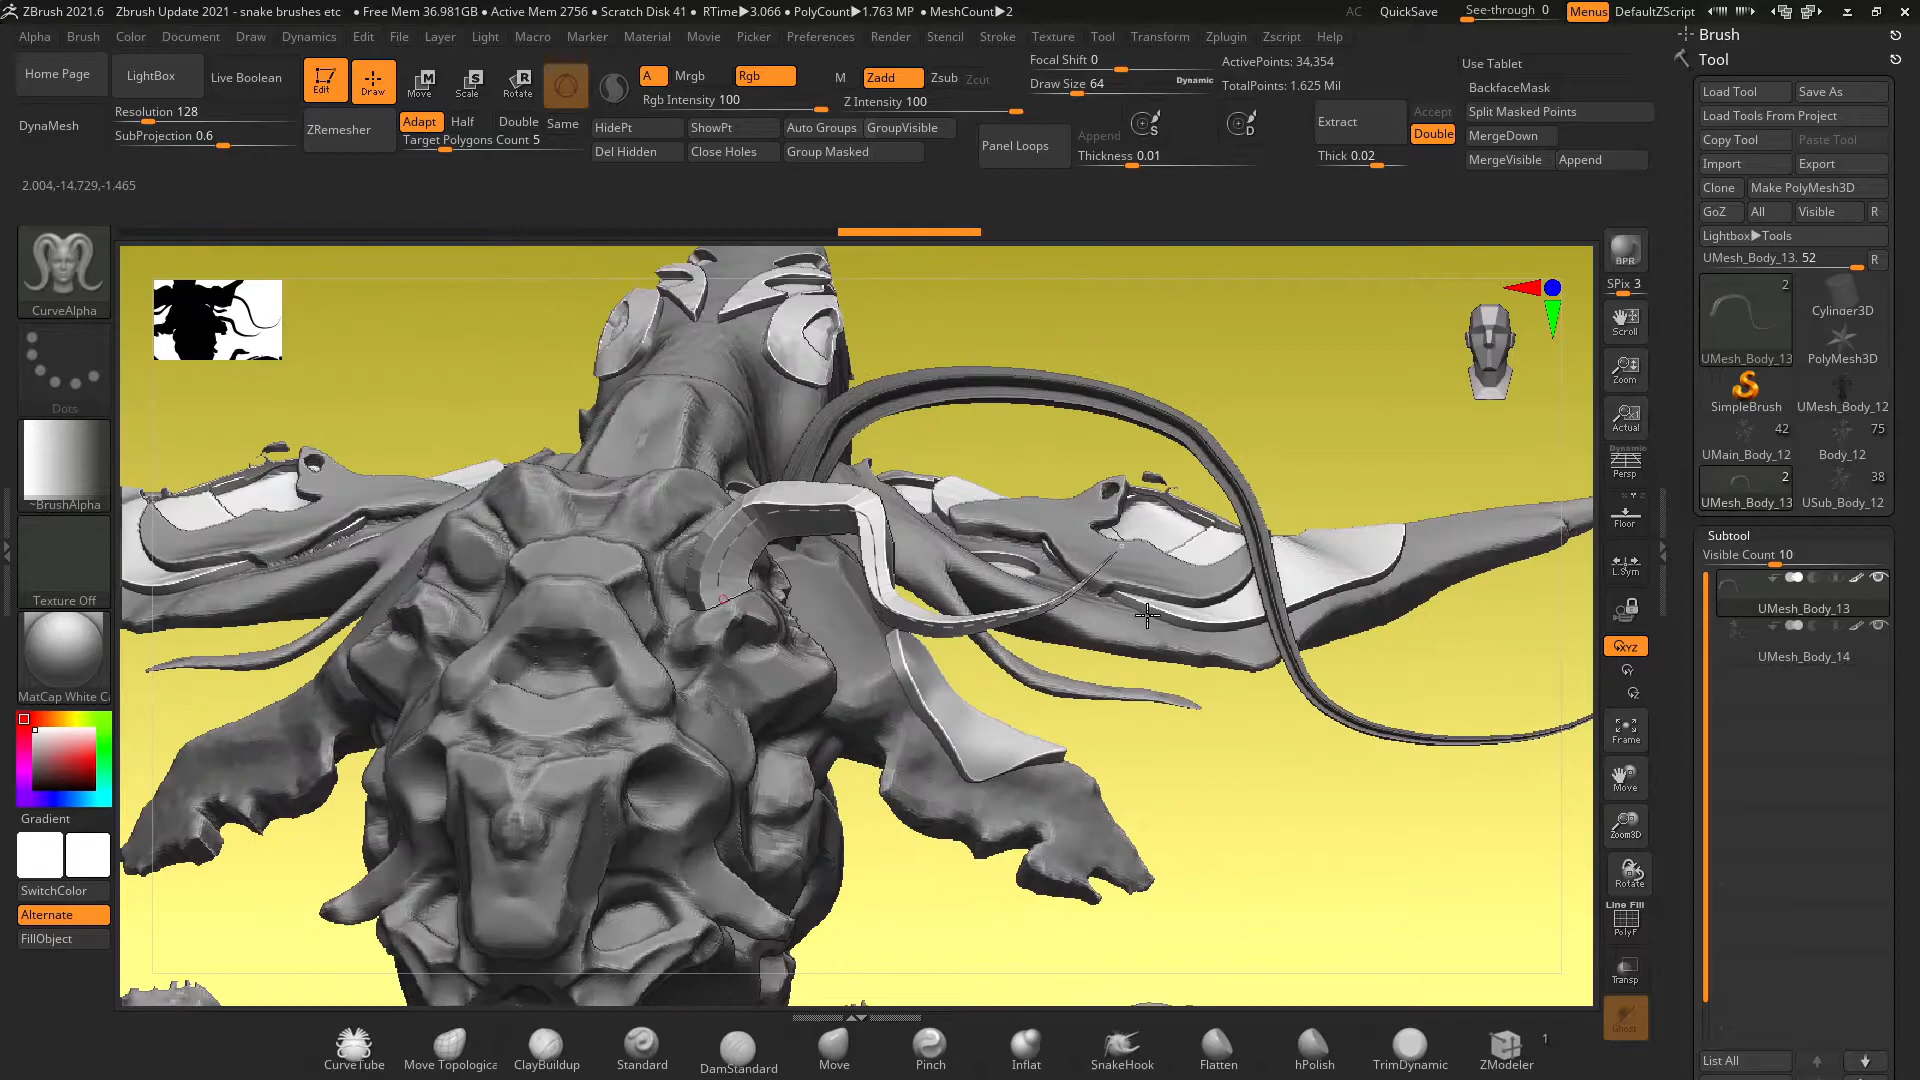 ZBrush 2021.6 Zbrush Update 2021 - snake brushes etc • Free Mem 36.981GB • Active Mem 2756 • Scratch Disk 41 • RTime▶3.066 • PolyCount▶1.763 MP • MeshCount▶2 AC QuickSave See-through 0 Menus DefaultZScript
Alpha Brush Color Document Draw Dynamics Edit File Layer Light Macro Marker Material Movie Picker Preferences Render Stencil Stroke Texture Tool Transform Zplugin Zscript Help
Brush
Tool
Home Page LightBox Live Boolean
Edit Draw Move Scale Rotate
A Mrgb Rgb M Zadd Zsub Zcut
Rgb Intensity 100 Z Intensity 100
Focal Shift 0
Draw Size 64 Dynamic
ActivePoints: 34,354
TotalPoints: 1.625 Mil
Use Tablet
BackfaceMask
Split Masked Points
MergeDown
MergeVisible Append
DynaMesh
Resolution 128
SubProjection 0.6
ZRemesher
Adapt Half Double Same
Target Polygons Count 5
HidePt ShowPt Auto Groups GroupVisible
Del Hidden Close Holes Group Masked
Panel Loops
Append S D
Thickness 0.01
Extract Accept
Double
Thick 0.02
2.004,-14.729,-1.465
CurveAlpha
Dots
~BrushAlpha
Texture Off
MatCap White Ca
Gradient
SwitchColor
Alternate
FillObject
BPR
SPix 3
Scroll
Zoom
Actual
Dynamic
Persp
Floor
L.Sym
XYZ
Y
Z
Frame
Move
Zoom3D
Rotate
Line Fill
PolyF
Transp
Ghost
Load Tool Save As
Load Tools From Project
Copy Tool Paste Tool
Import Export
Clone Make PolyMesh3D
GoZ All Visible R
Lightbox▶Tools
UMesh_Body_13. 52 R
2
UMesh_Body_13 Cylinder3D
PolyMesh3D
SimpleBrush UMesh_Body_12
42 75
UMain_Body_12 Body_12
2 38
UMesh_Body_13 USub_Body_12
Subtool
Visible Count 10
UMesh_Body_13
UMesh_Body_14
List All
CurveTube Move Topologica ClayBuildup Standard DamStandard Move Pinch Inflat SnakeHook Flatten hPolish TrimDynamic ZModeler 1